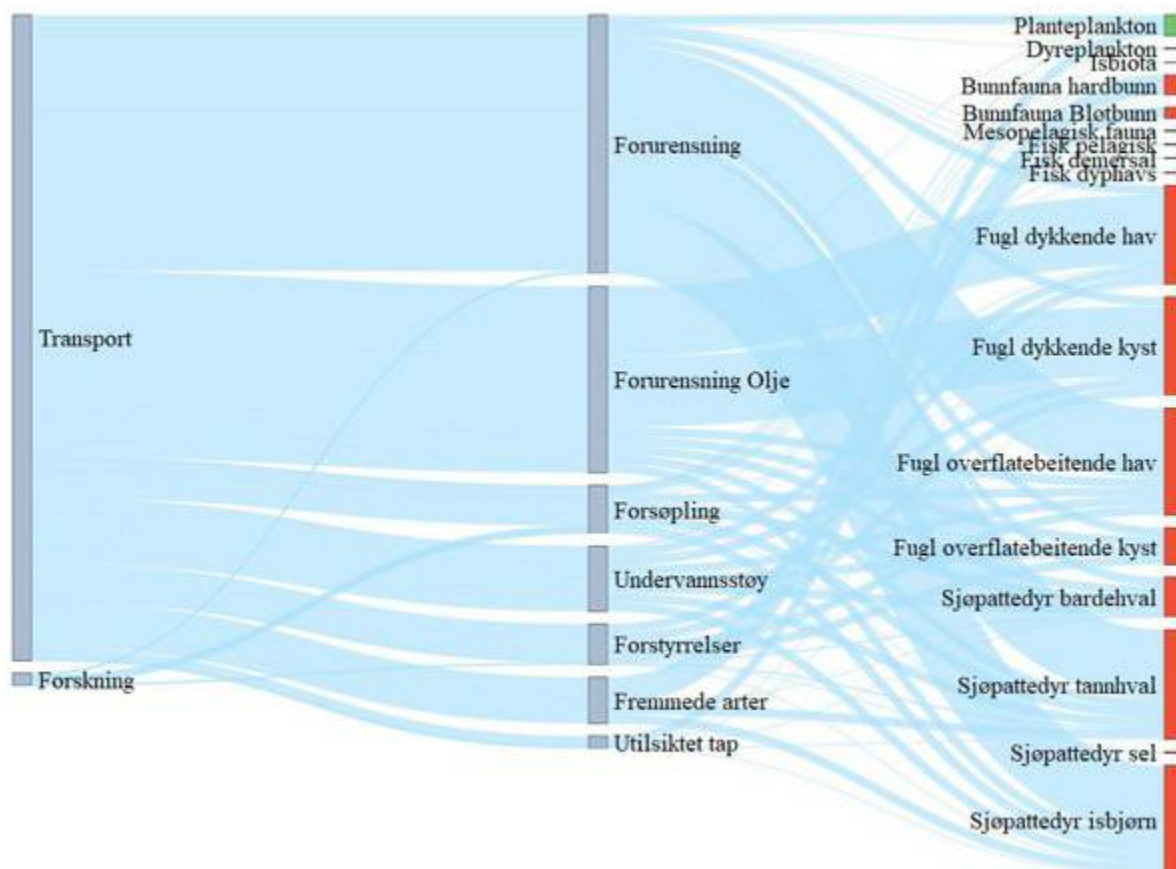 Transport
Forskning
Forurensning
Forurensning Olje
Forsøpling
Undervannsstøy
Forstyrrelser
Fremmede arter
Utilsiktet tap
Planteplankton
Dyreplankton
Isbiota
Bunnfauna hardbunn
Bunnfauna Bløtbunn
Mesopelagisk fauna
Fisk pelagisk
Fisk demersal
Fisk dyphavs
Fugl dykkende hav
Fugl dykkende kyst
Fugl overflatebeitende hav
Fugl overflatebeitende kyst
Sjøpattedyr bardehval
Sjøpattedyr tannhval
Sjøpattedyr sel
Sjøpattedyr isbjørn